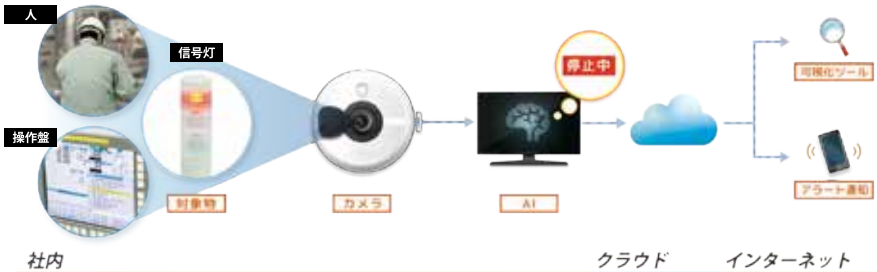 人
信号灯
操作盤
停止中
対象物
カメラ
AI
可視化ツール
アラート通知
社内
クラウド
インターネット